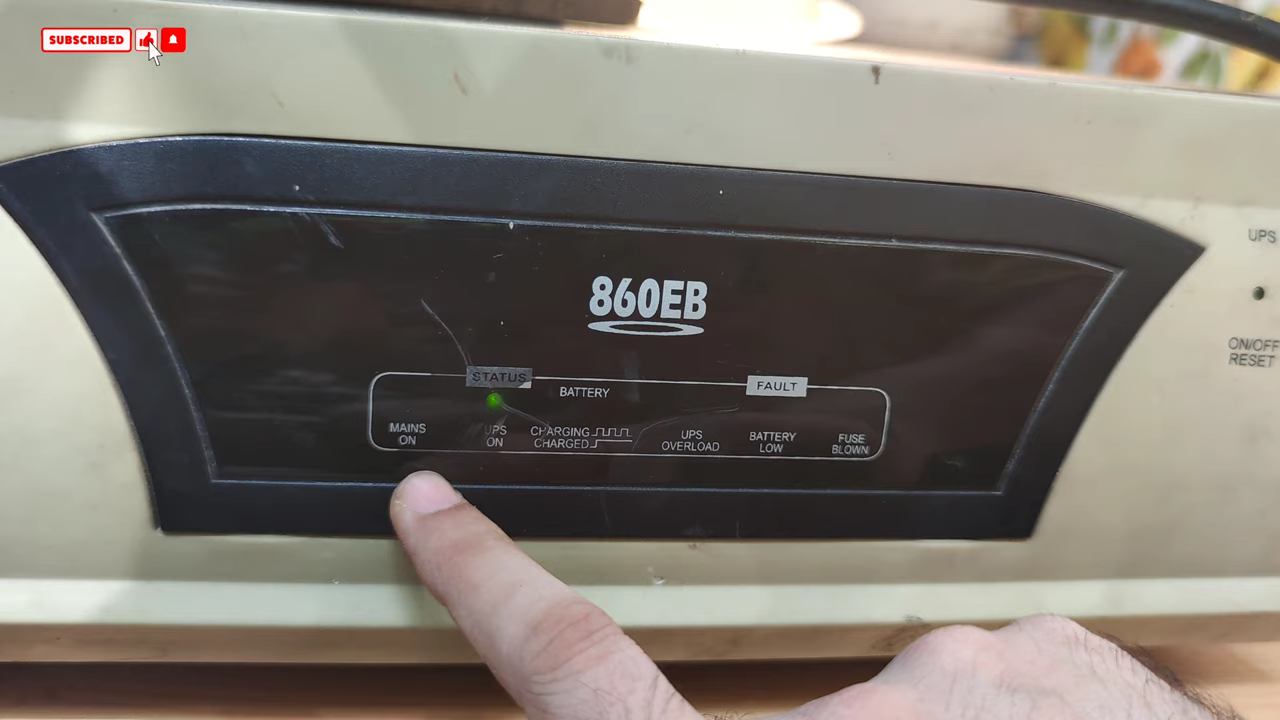 SUBSCRIBED
860EB
STATUS
BATTERY
FAULT
MAINS
ON
UPS
ON
CHARGING
CHARGED
UPS
OVERLOAD
BATTERY
LOW
FUSE
BLOWN
UPS
ON/OFF
RESET